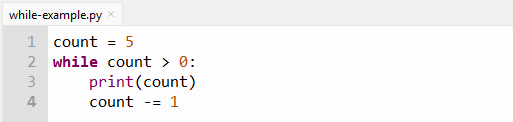 while-example.py ×
1 count = 5
2 while count > 0:
3     print(count)
4     count -= 1